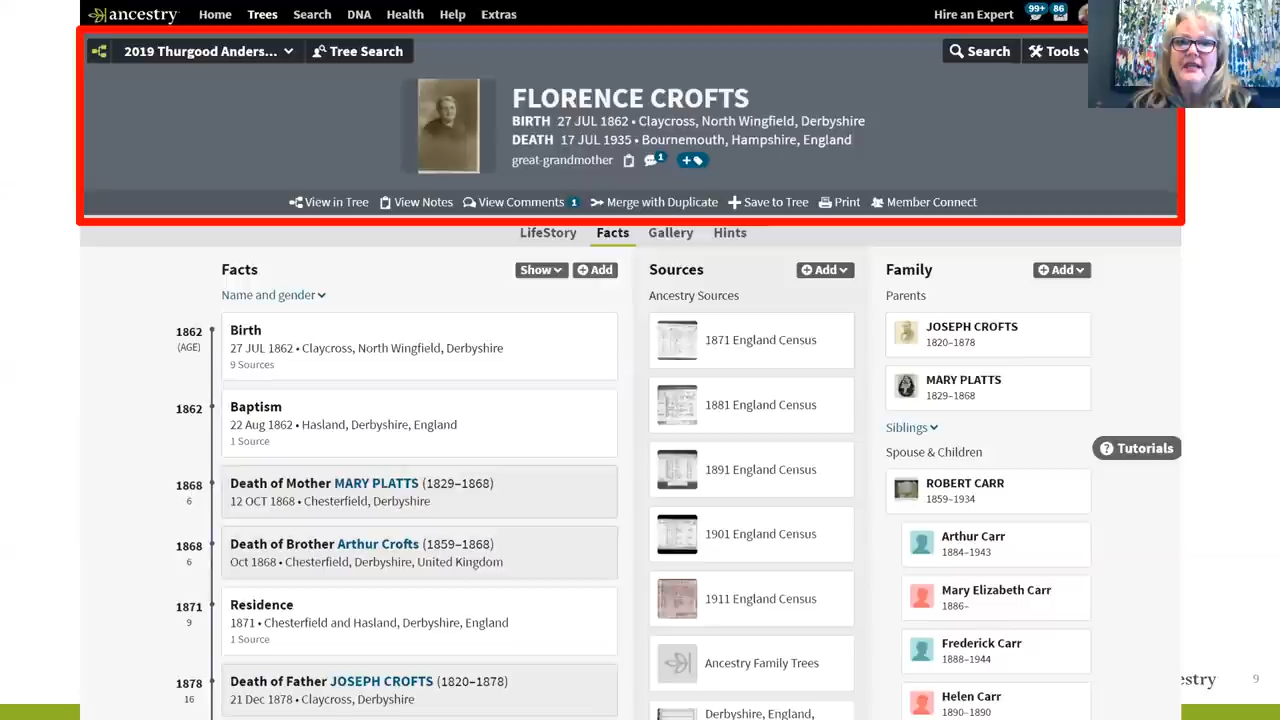 ancestry Home Trees Search DNA Health Help Extras Hire an Expert 99+ 86
2019 Thurgood Anders... Tree Search Search Tools
FLORENCE CROFTS
BIRTH 27 JUL 1862 • Claycross, North Wingfield, Derbyshire
DEATH 17 JUL 1935 • Bournemouth, Hampshire, England
great-grandmother 1
View in Tree View Notes View Comments 1 Merge with Duplicate Save to Tree Print Member Connect
LifeStory Facts Gallery Hints
Facts Show Add
Name and gender
1862
(AGE)
Birth
27 JUL 1862 • Claycross, North Wingfield, Derbyshire
9 Sources
1862
Baptism
22 Aug 1862 • Hasland, Derbyshire, England
1 Source
1868
6
Death of Mother MARY PLATTS (1829–1868)
12 OCT 1868 • Chesterfield, Derbyshire
1868
6
Death of Brother Arthur Crofts (1859–1868)
Oct 1868 • Chesterfield, Derbyshire, United Kingdom
1871
9
Residence
1871 • Chesterfield and Hasland, Derbyshire, England
1 Source
1878
16
Death of Father JOSEPH CROFTS (1820–1878)
21 Dec 1878 • Claycross, Derbyshire
Sources Add
Ancestry Sources
1871 England Census
1881 England Census
1891 England Census
1901 England Census
1911 England Census
Ancestry Family Trees
Derbyshire, England,
Family Add
Parents
JOSEPH CROFTS
1820–1878
MARY PLATTS
1829–1868
Siblings
Spouse & Children
ROBERT CARR
1859–1934
Arthur Carr
1884–1943
Mary Elizabeth Carr
1886–
Frederick Carr
1888–1944
Helen Carr
1890–1890
? Tutorials
estry 9